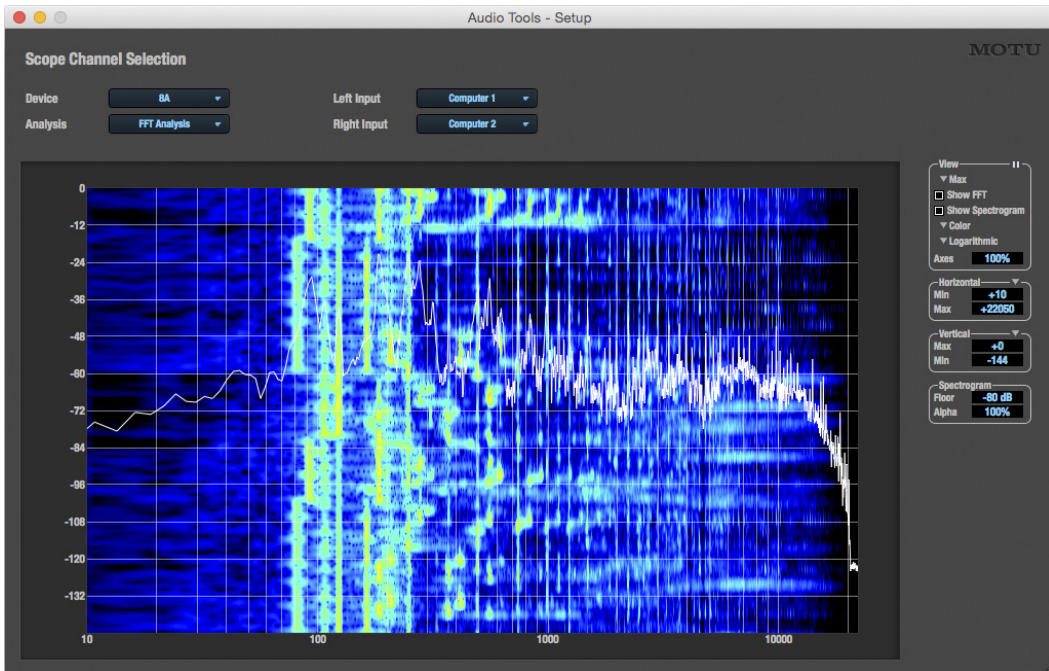 Audio Tools - Setup
MOTU
Scope Channel Selection
Device 8A Left Input Computer 1
Analysis FFT Analysis Right Input Computer 2
0
-12
-24
-36
-48
-60
-72
-84
-96
-108
-120
-132
10 100 1000 10000
View
Max
Show FFT
Show Spectrogram
Color
Logarithmic
Axes 100%
Horizontal
Min +10
Max +22050
Vertical
Max +0
Min -144
Spectrogram
Floor -80 dB
Alpha 100%